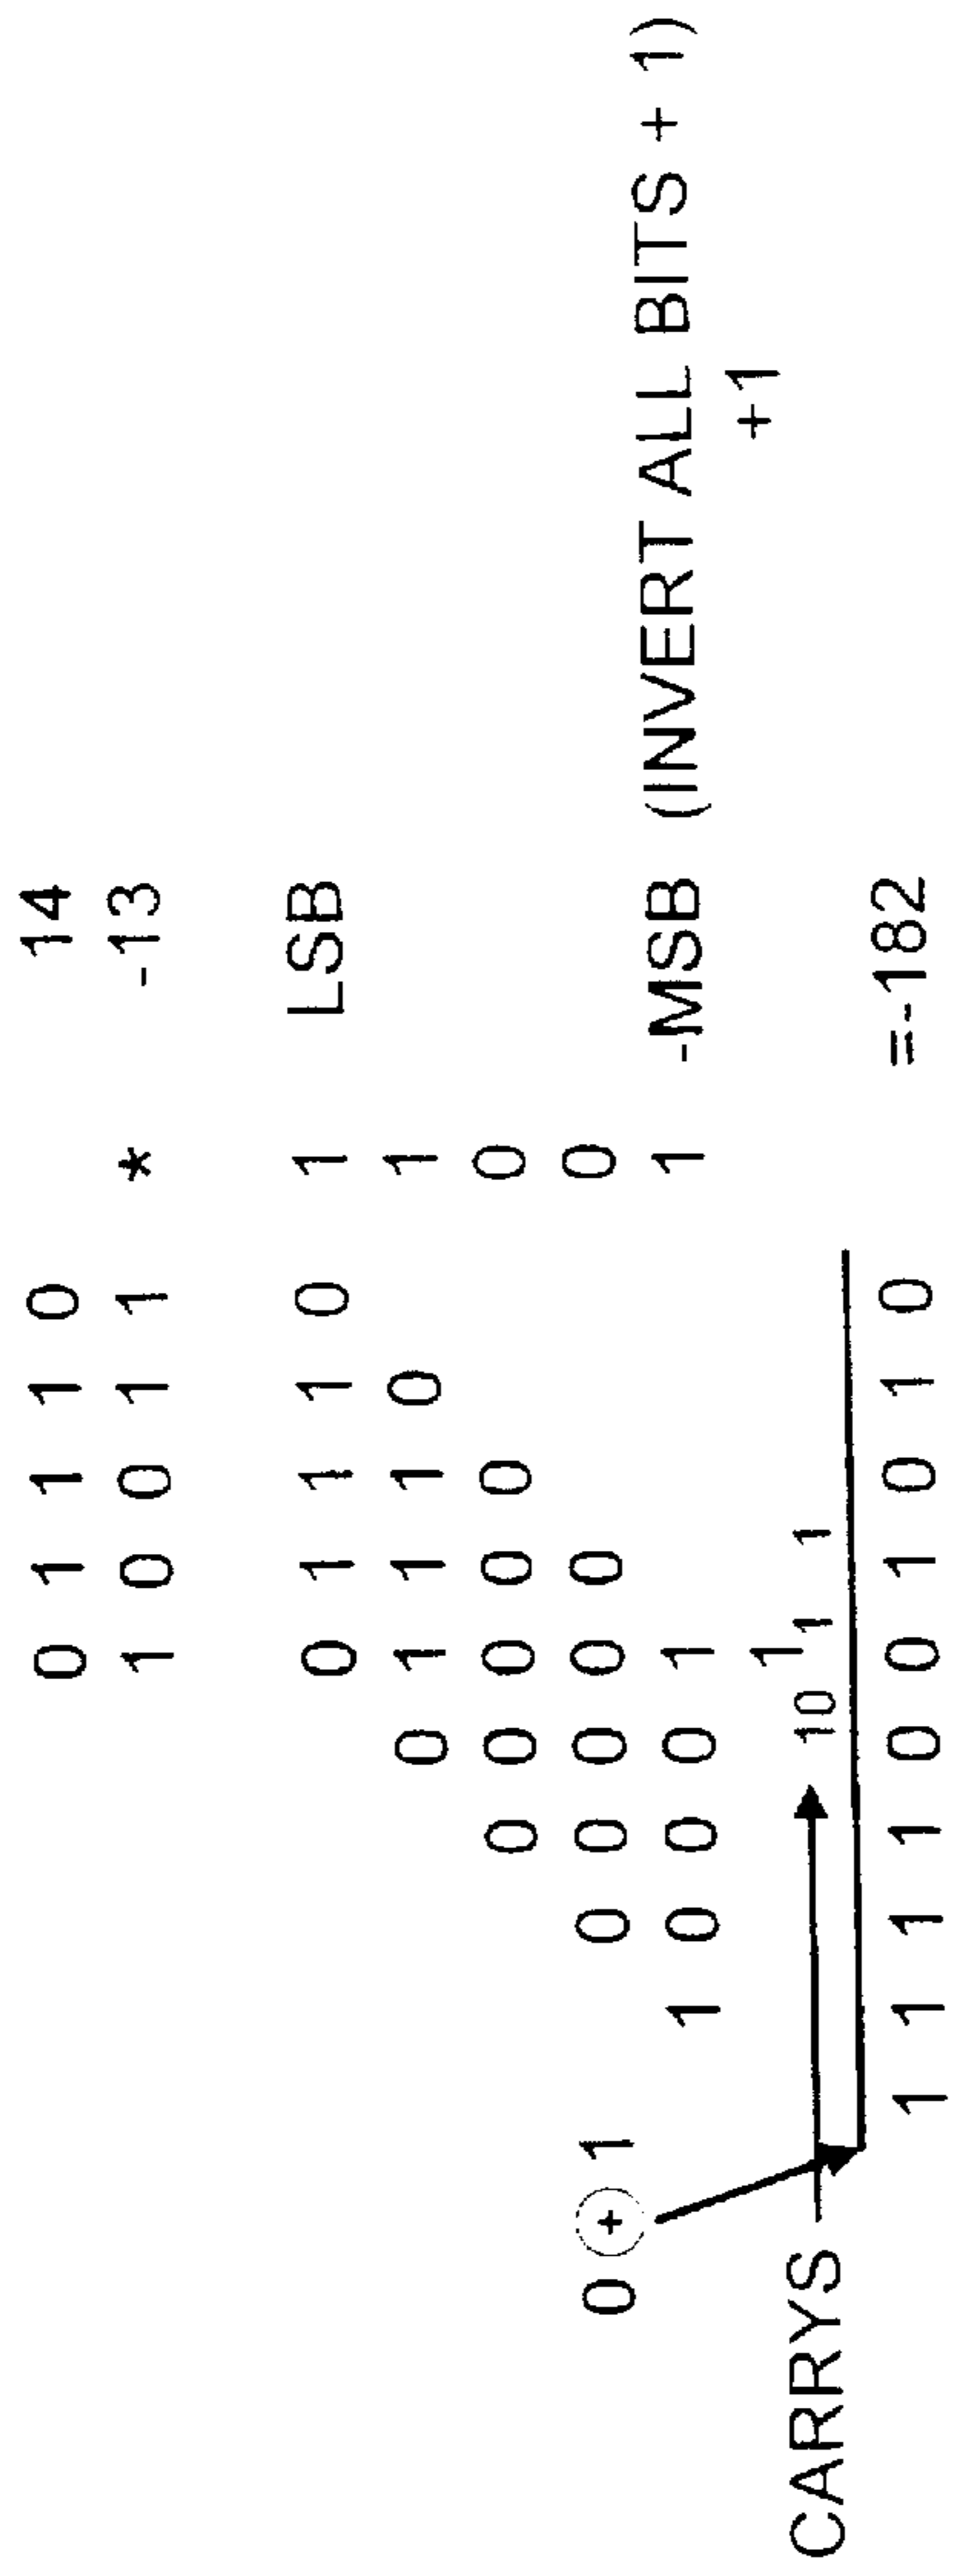 0 1 1 1 0 14
1 0 0 1 1 * -13
0 1 1 1 0 1 LSB
0 1 1 1 0 1
0 0 0 0 0 0
0 + 1 0 0 0 0 0 0
1 0 0 0 1 1 -MSB (INVERT ALL BITS + 1)
1 +1
CARRYS 10 1 1
1 1 1 1 0 0 1 0 1 0 =-182